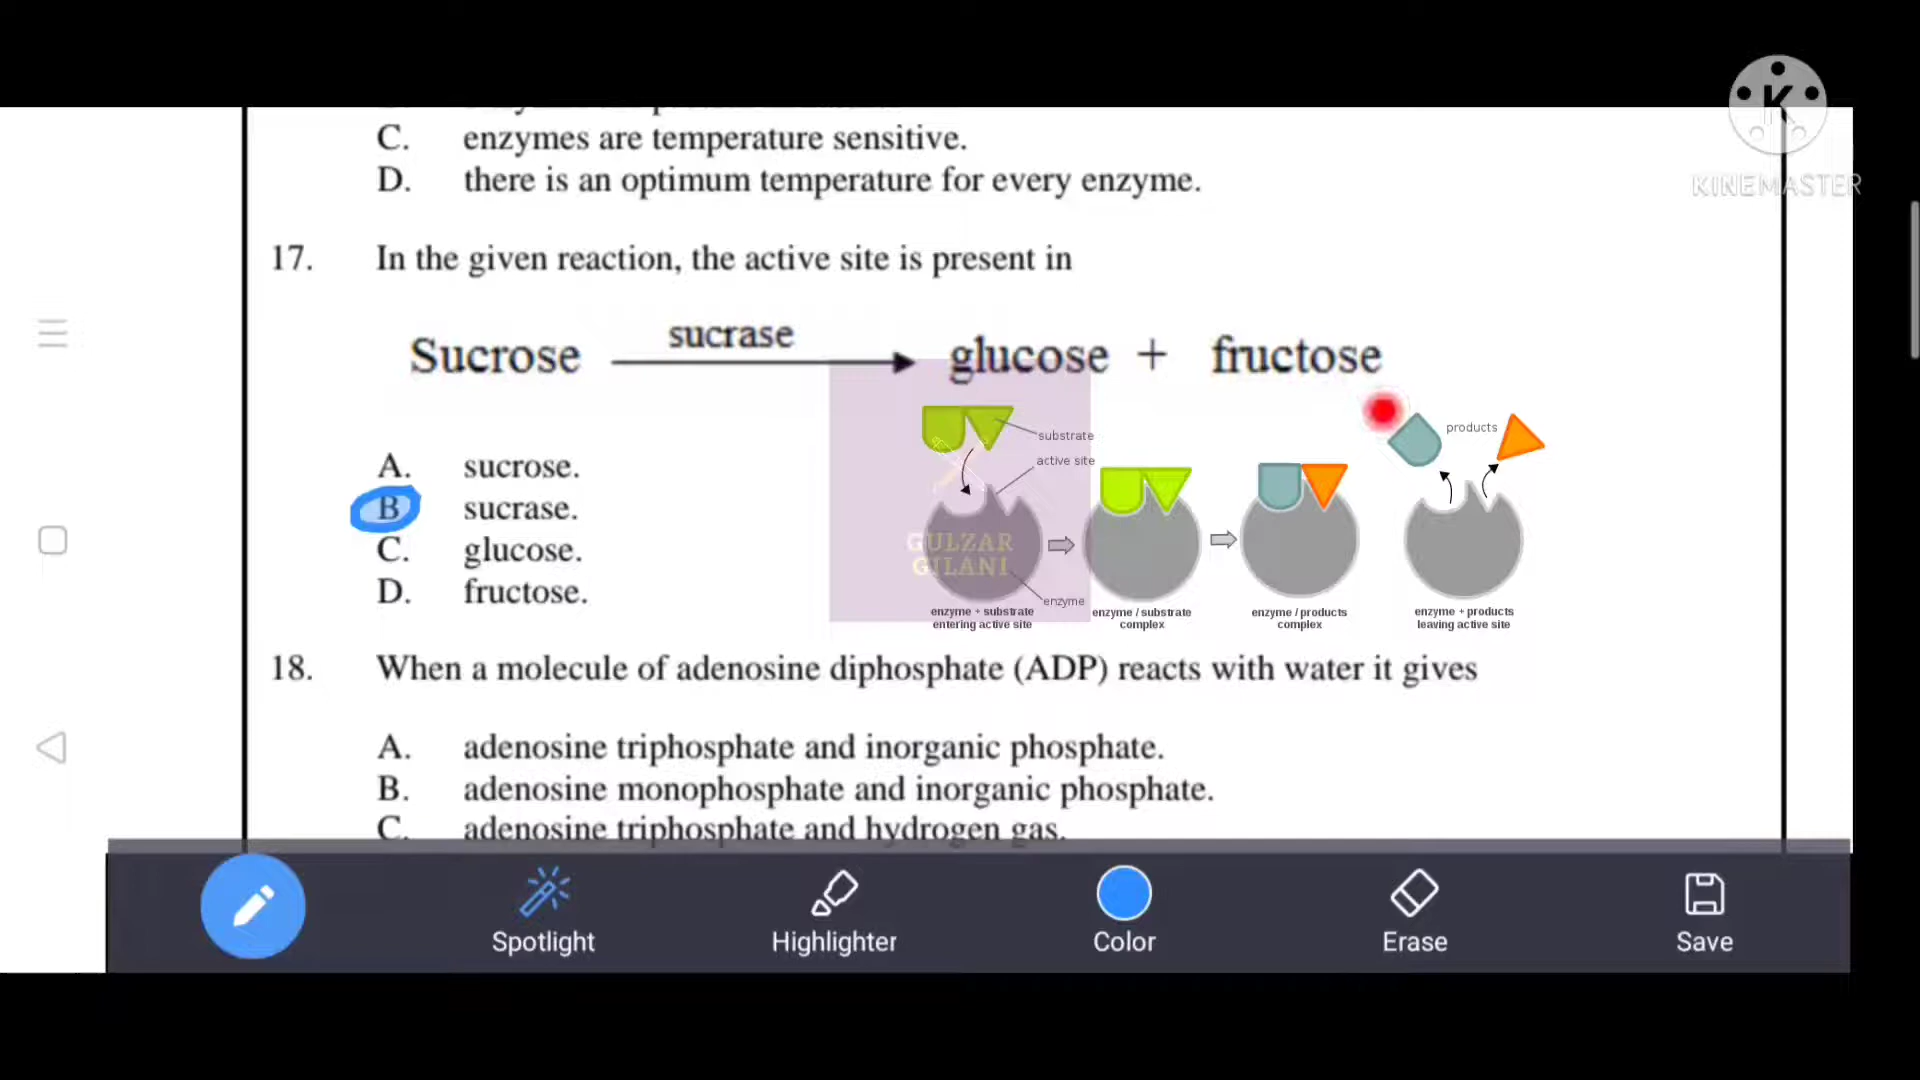 KINEMASTER
C. enzymes are temperature sensitive.
D. there is an optimum temperature for every enzyme.
17. In the given reaction, the active site is present in
sucrase
Sucrose glucose + fructose
A. sucrose.
B sucrase.
C. glucose.
D. fructose.
substrate
active site
products
GULZAR
GILANI
enzyme
enzyme + substrate
entering active site
enzyme / substrate
complex
enzyme / products
complex
enzyme + products
leaving active site
18. When a molecule of adenosine diphosphate (ADP) reacts with water it gives
A. adenosine triphosphate and inorganic phosphate.
B. adenosine monophosphate and inorganic phosphate.
C. adenosine triphosphate and hydrogen gas.
Spotlight
Highlighter
Color
Erase
Save